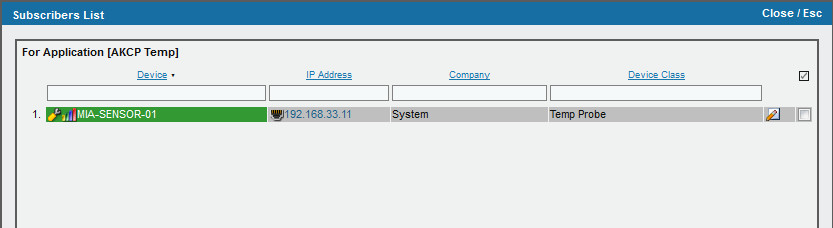 Subscribers List Close / Esc
For Application [AKCP Temp]
Device IP Address Company Device Class
1. MIA-SENSOR-01 192.168.33.11 System Temp Probe